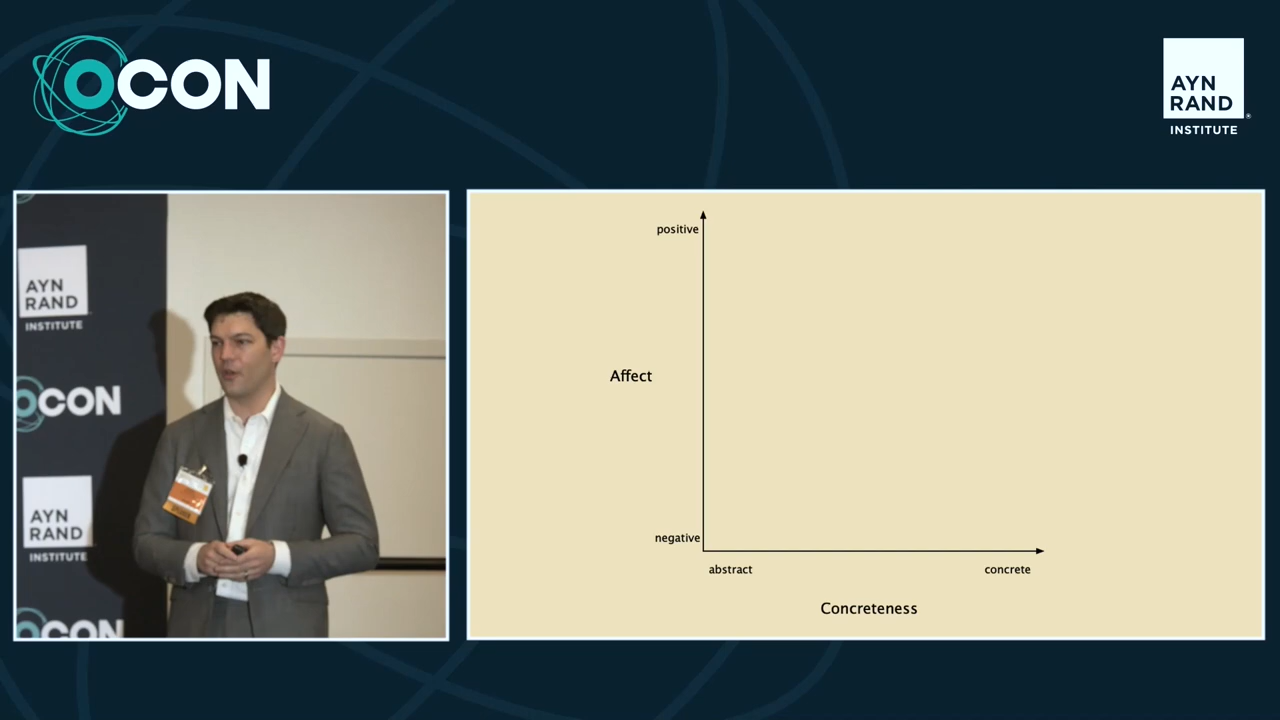 OCON
AYN
RAND
INSTITUTE
AYN
RAND
INSTITUTE
OCON
AYN
RAND
INSTITUTE
OCON
positive
Affect
negative
abstract
concrete
Concreteness